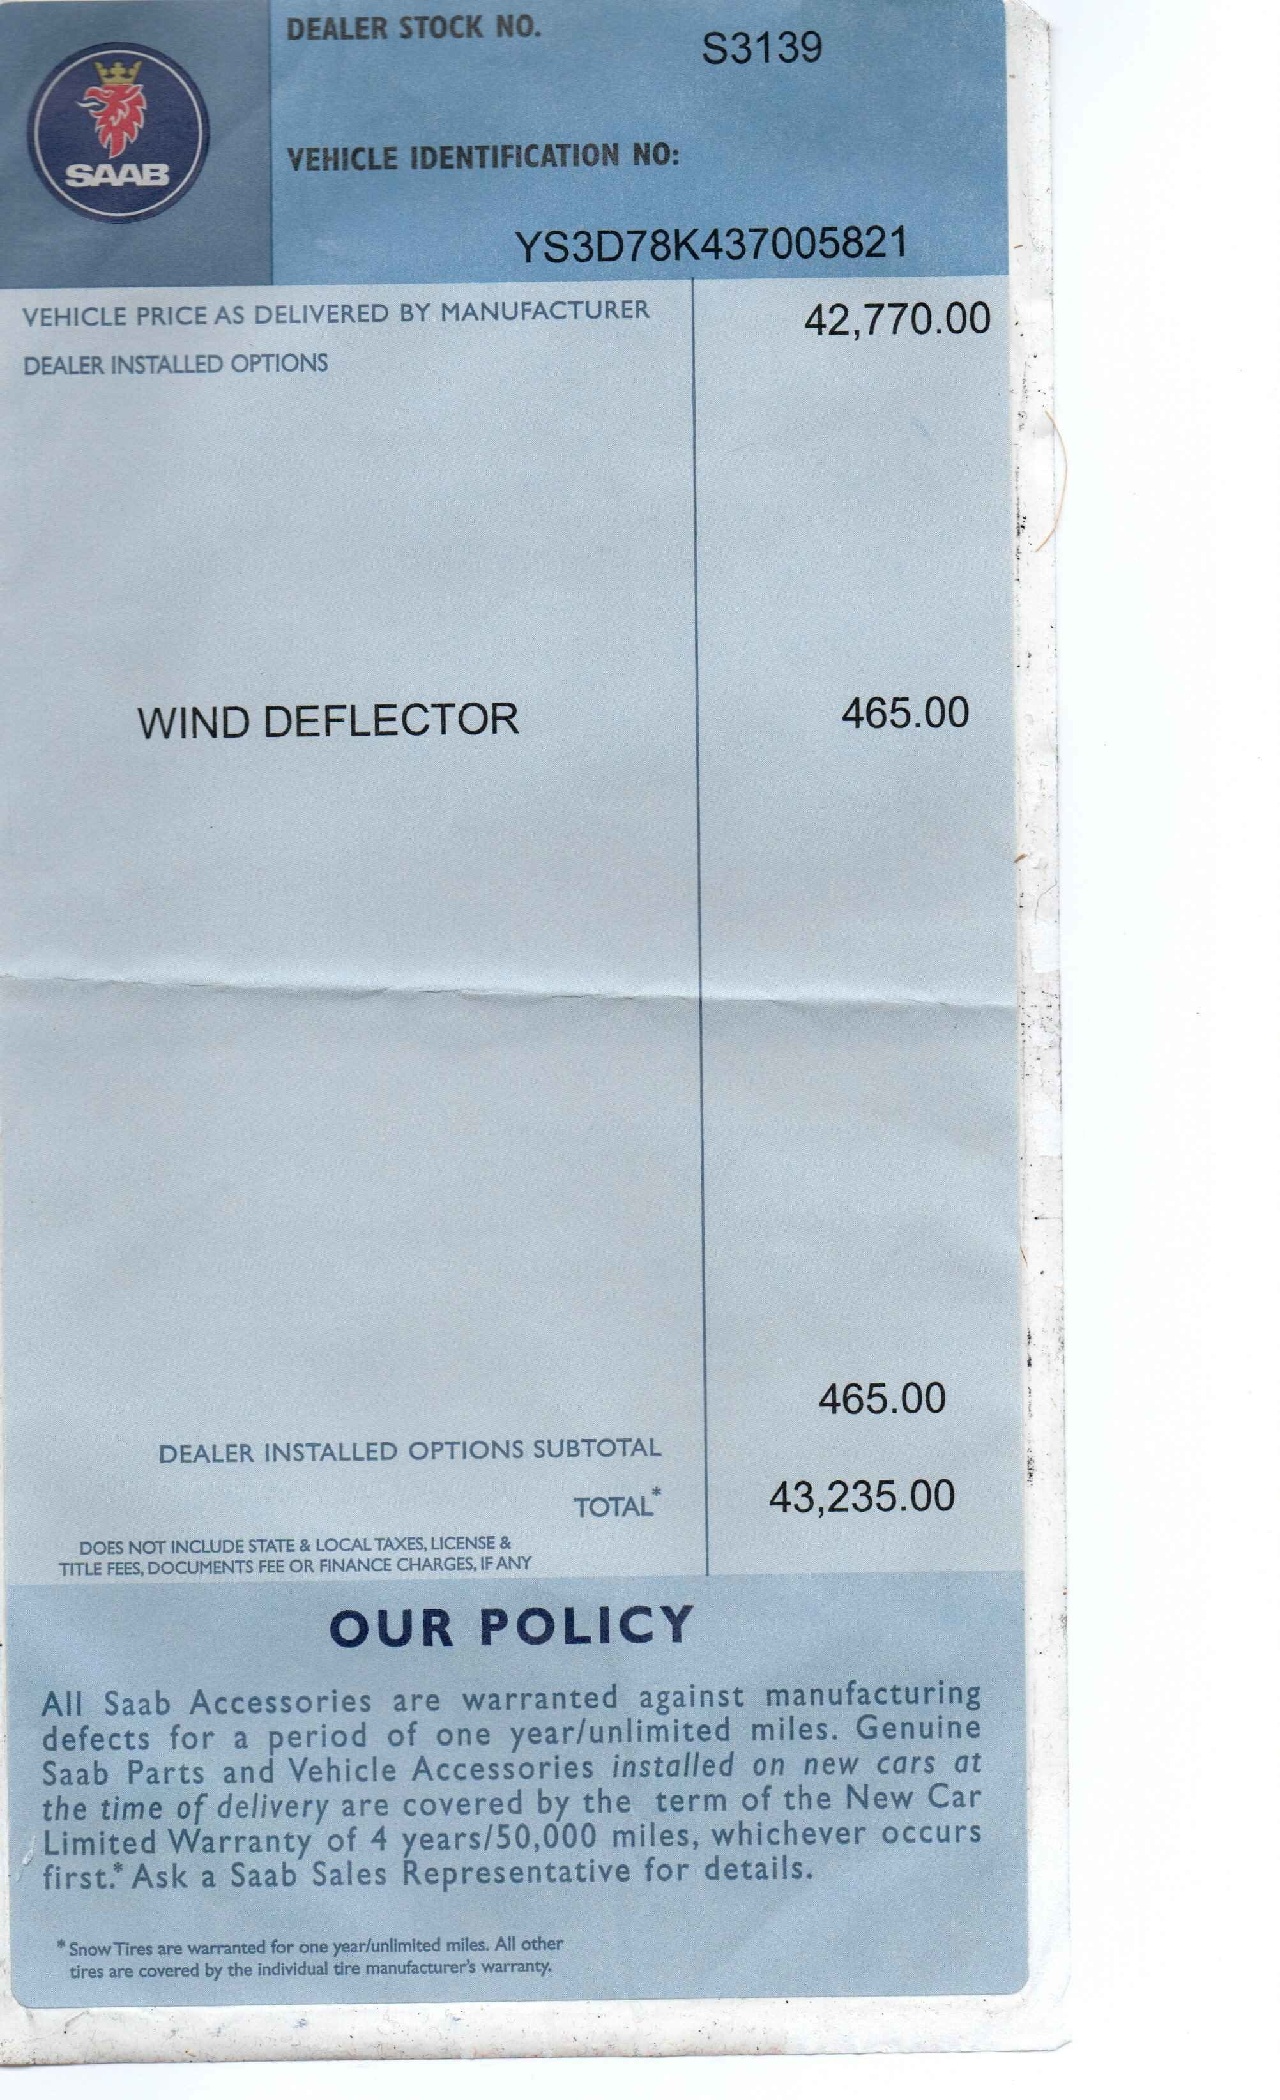 SAAB
DEALER STOCK NO.
S3139
VEHICLE IDENTIFICATION NO:
YS3D78K437005821
VEHICLE PRICE AS DELIVERED BY MANUFACTURER 42,770.00
DEALER INSTALLED OPTIONS
WIND DEFLECTOR 465.00
465.00
DEALER INSTALLED OPTIONS SUBTOTAL
TOTAL* 43,235.00
DOES NOT INCLUDE STATE & LOCAL TAXES, LICENSE &
TITLE FEES, DOCUMENTS FEE OR FINANCE CHARGES, IF ANY
OUR POLICY
All Saab Accessories are warranted against manufacturing
defects for a period of one year/unlimited miles. Genuine
Saab Parts and Vehicle Accessories installed on new cars at
the time of delivery are covered by the term of the New Car
Limited Warranty of 4 years/50,000 miles, whichever occurs
first.* Ask a Saab Sales Representative for details.
* Snow Tires are warranted for one year/unlimited miles. All other
tires are covered by the individual tire manufacturer's warranty.